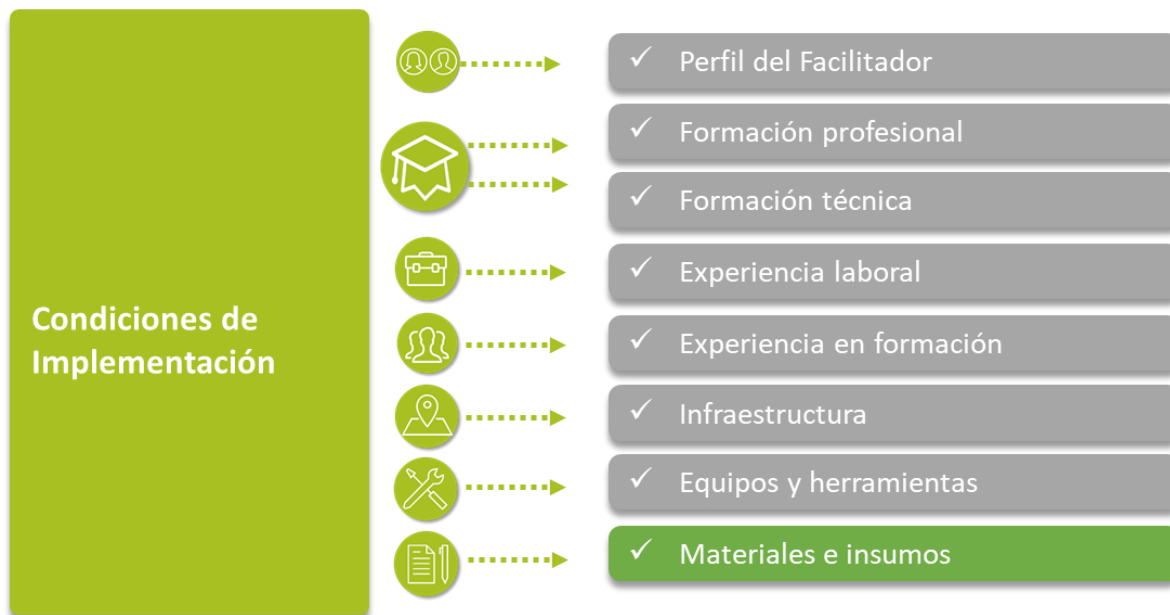 Condiciones de
Implementación
✓ Perfil del Facilitador
✓ Formación profesional
✓ Formación técnica
✓ Experiencia laboral
✓ Experiencia en formación
✓ Infraestructura
✓ Equipos y herramientas
✓ Materiales e insumos